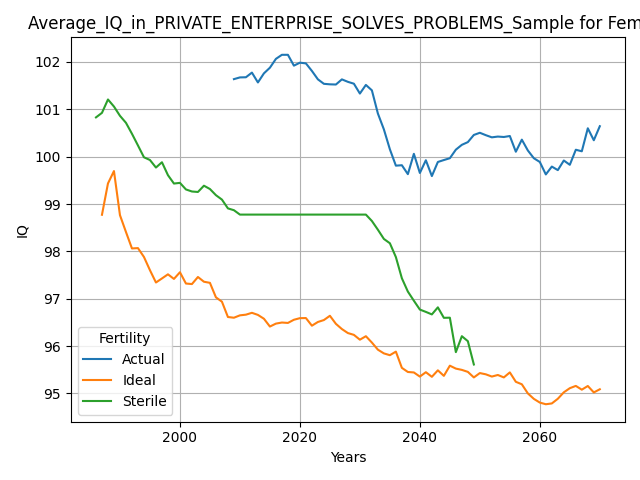 Average_IQ_in_PRIVATE_ENTERPRISE_SOLVES_PROBLEMS_Sample for Fem
102
101
100
99
98
97
96
95
IQ
Fertility
Actual
Ideal
Sterile
2000
2020
2040
2060
Years